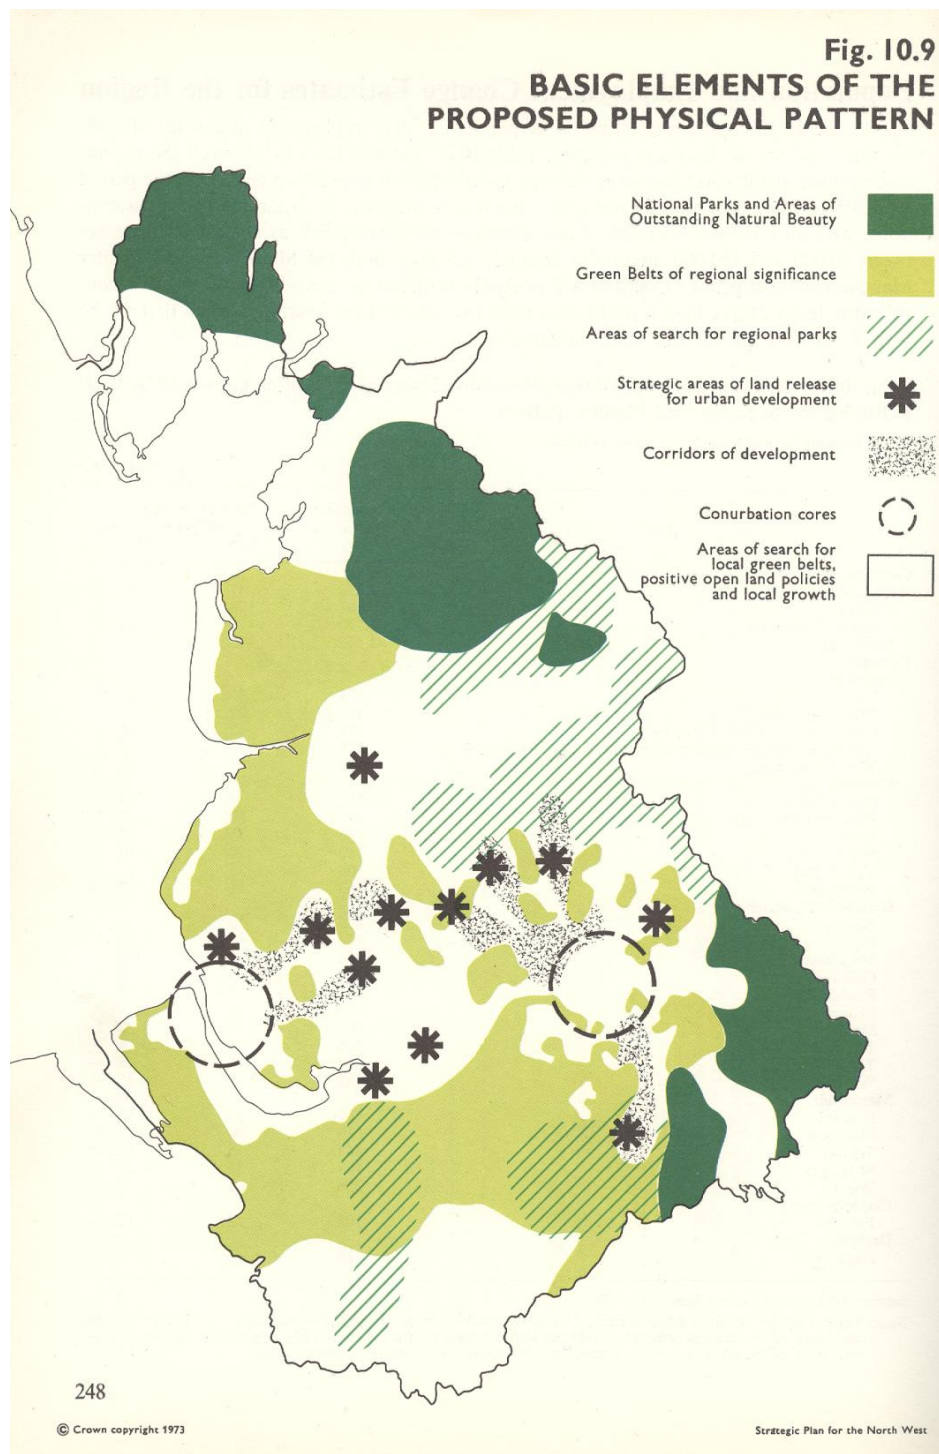 Fig. 10.9
BASIC ELEMENTS OF THE
PROPOSED PHYSICAL PATTERN
National Parks and Areas of
Outstanding Natural Beauty
Green Belts of regional significance
Areas of search for regional parks
Strategic areas of land release
for urban development
Corridors of development
Conurbation cores
Areas of search for
local green belts,
positive open land policies
and local growth
248
© Crown copyright 1973
Strategic Plan for the North West